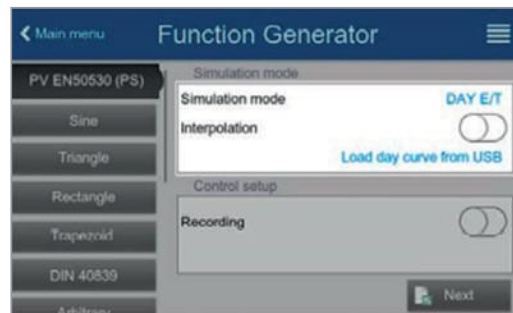 Main menu
Function Generator
PV EN50530 (PS)
Sine
Triangle
Rectangle
Trapezoid
DIN 40839
Arbitrary
Simulation mode
Simulation mode DAY E/T
Interpolation
Load day curve from USB
Control setup
Recording
Next